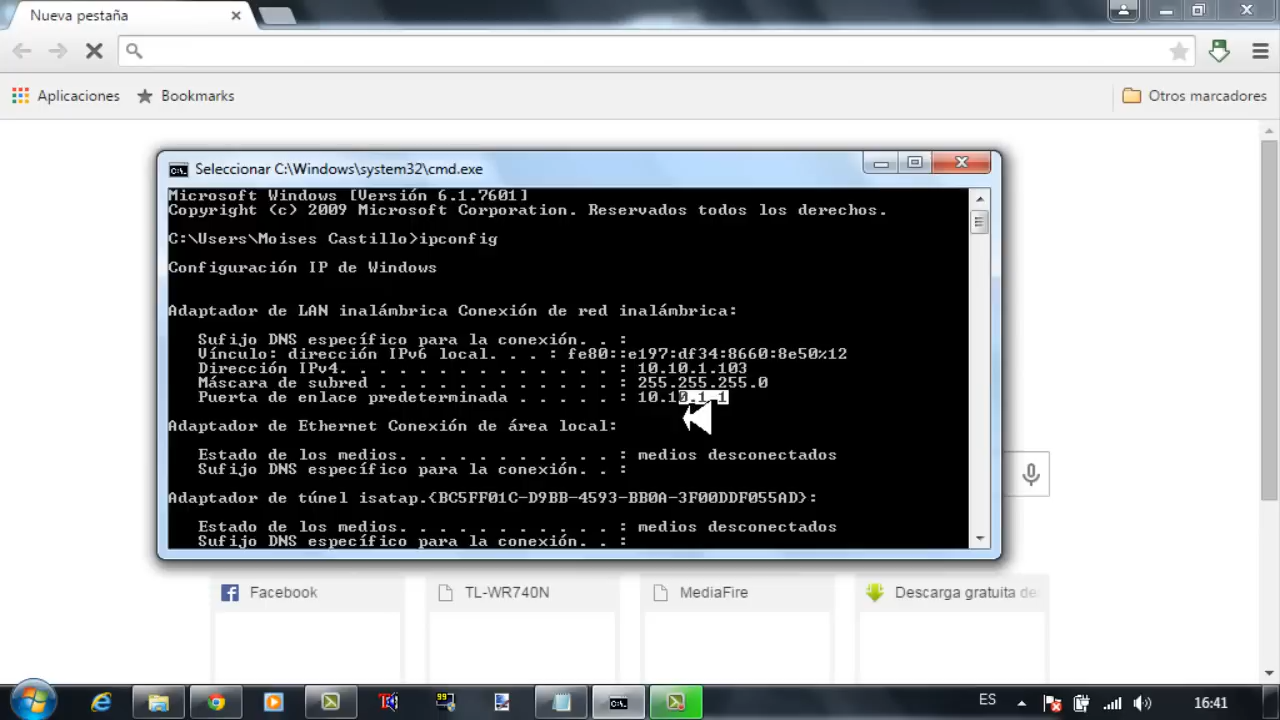 Nueva pestaña
Aplicaciones
Bookmarks
Otros marcadores
Seleccionar C:\Windows\system32\cmd.exe
Microsoft Windows [Versión 6.1.7601]
Copyright (c) 2009 Microsoft Corporation. Reservados todos los derechos.
C:\Users\Moises Castillo>ipconfig
Configuración IP de Windows
Adaptador de LAN inalámbrica Conexión de red inalámbrica:
Sufijo DNS específico para la conexión. . :
Vínculo: dirección IPv6 local. . . : fe80::e197:df34:8660:8e50%12
Dirección IPv4. . . . . . . . . . . . . . : 10.10.1.103
Máscara de subred . . . . . . . . . . . . : 255.255.255.0
Puerta de enlace predeterminada . . . . . : 10.10.1.1
Adaptador de Ethernet Conexión de área local:
Estado de los medios. . . . . . . . . . . : medios desconectados
Sufijo DNS específico para la conexión. . :
Adaptador de túnel isatap.{BC5FF01C-D9BB-4593-BB0A-3F00DDF055AD}:
Estado de los medios. . . . . . . . . . . : medios desconectados
Sufijo DNS específico para la conexión. . :
Facebook
TL-WR740N
MediaFire
Descarga gratuita de
99
ES
16:41